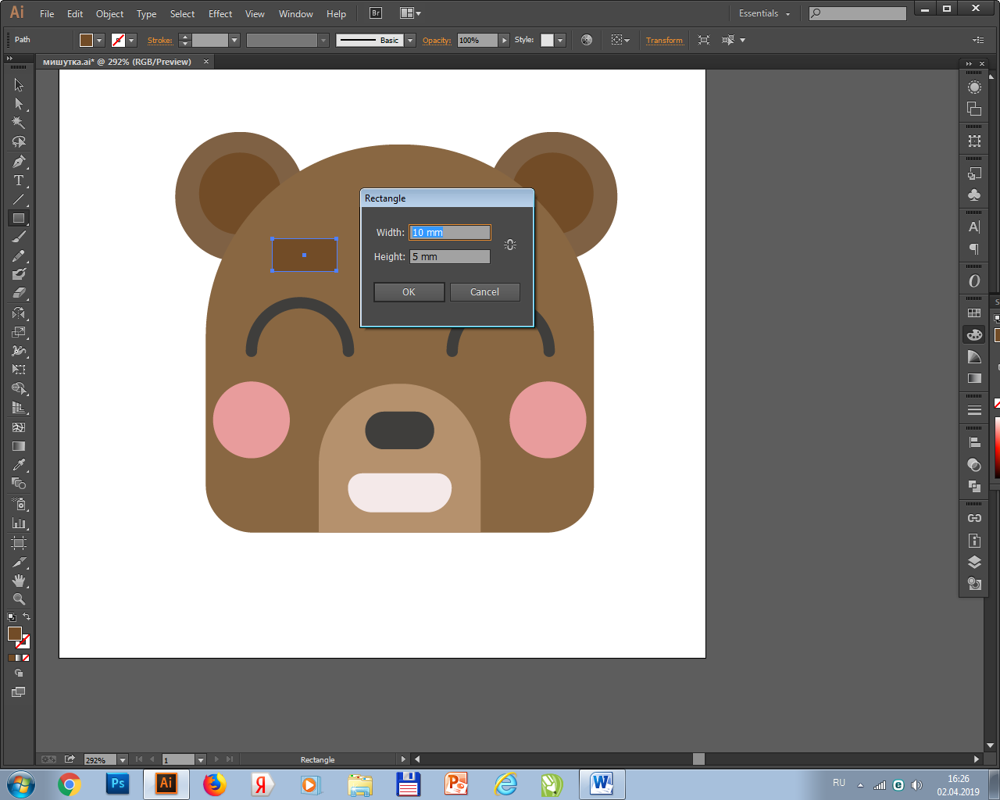 Ai File Edit Object Type Select Effect View Window Help Br Essentials
Path Stroke: Basic Opacity: 100% Style: Transform
мишутка.ai* @ 292% (RGB/Preview) ×
Rectangle
Width: 10 mm
Height: 5 mm
OK Cancel
292% 1 Rectangle
Ps Ai Я P W RU 16:26
02.04.2019